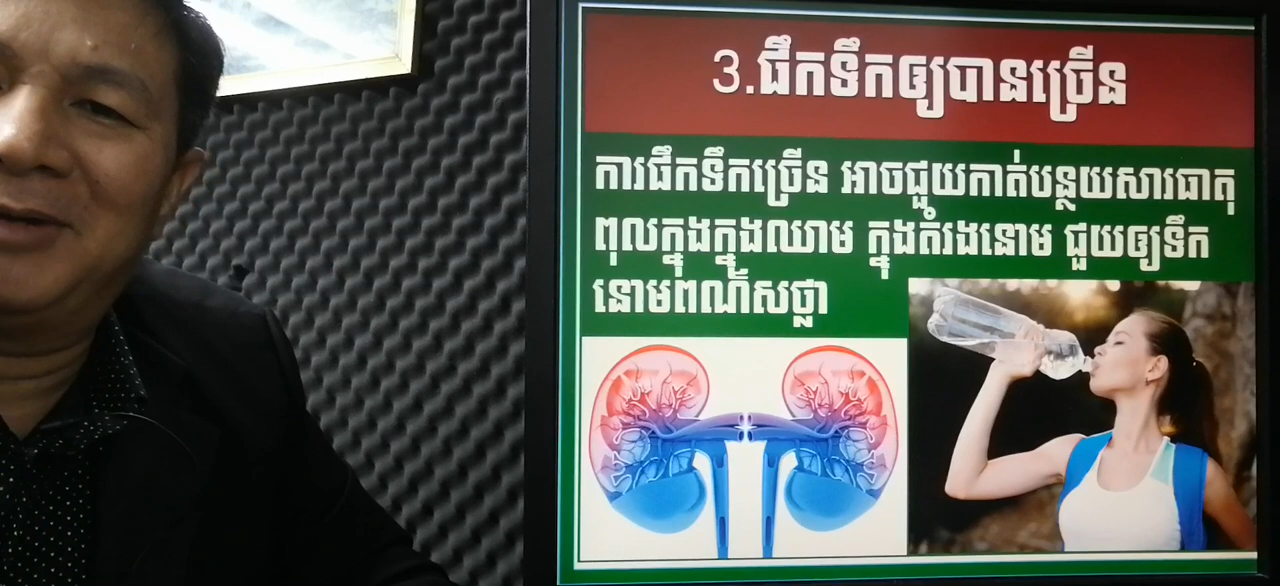 3.ផឹកទឹកឲ្យបានច្រើន
ការផឹកទឹកច្រើន អាចជួយកាត់បន្ថយសារធាតុ
ពុលក្នុងក្នុងឈាម ក្នុងតំរងនោម ជួយឲ្យទឹក
នោមពណ៌សថ្លា